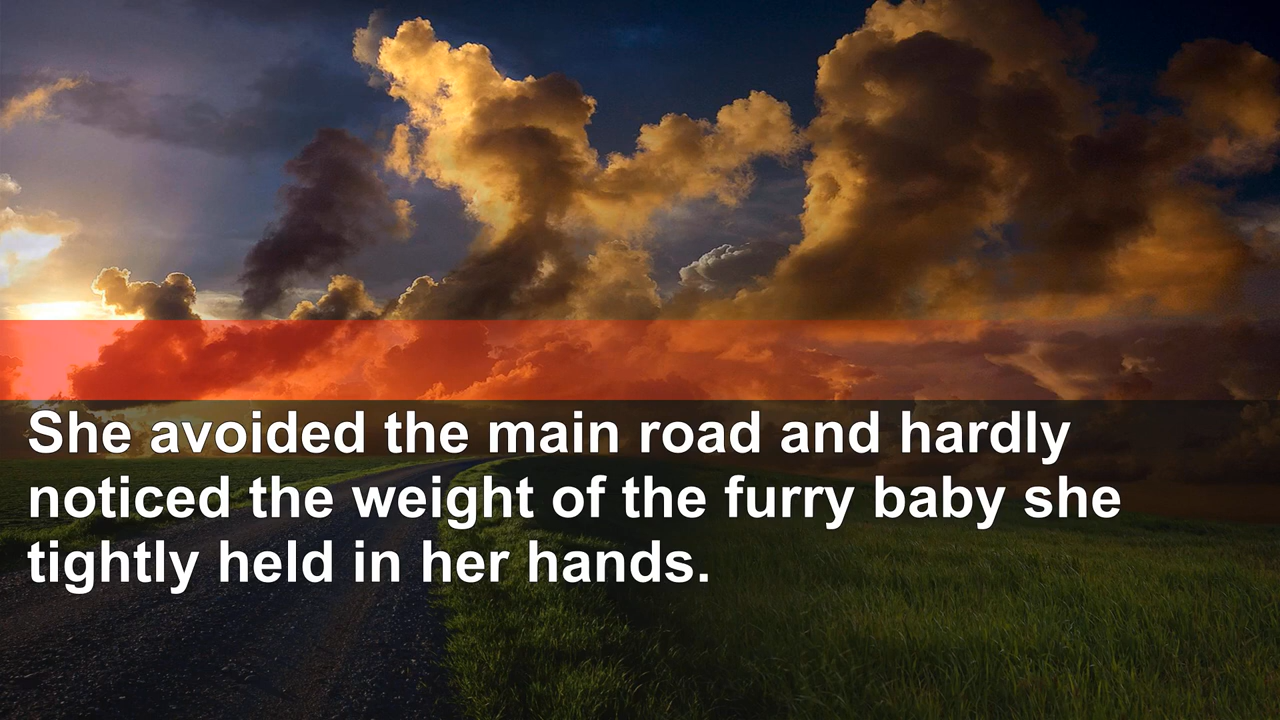 She avoided the main road and hardly
noticed the weight of the furry baby she
tightly held in her hands.